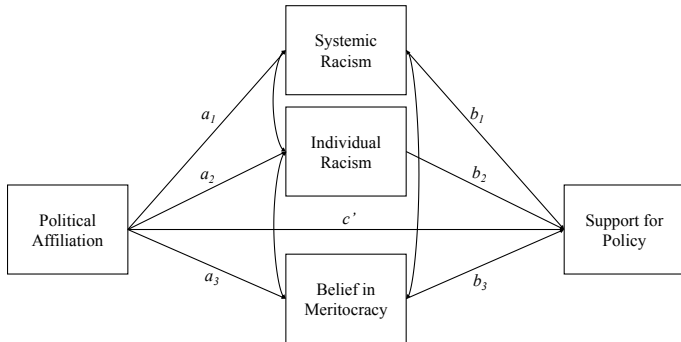 Systemic
Racism
a1
b1
Individual
Racism
a2
b2
Political
Affiliation
c’
Support for
Policy
a3
b3
Belief in
Meritocracy